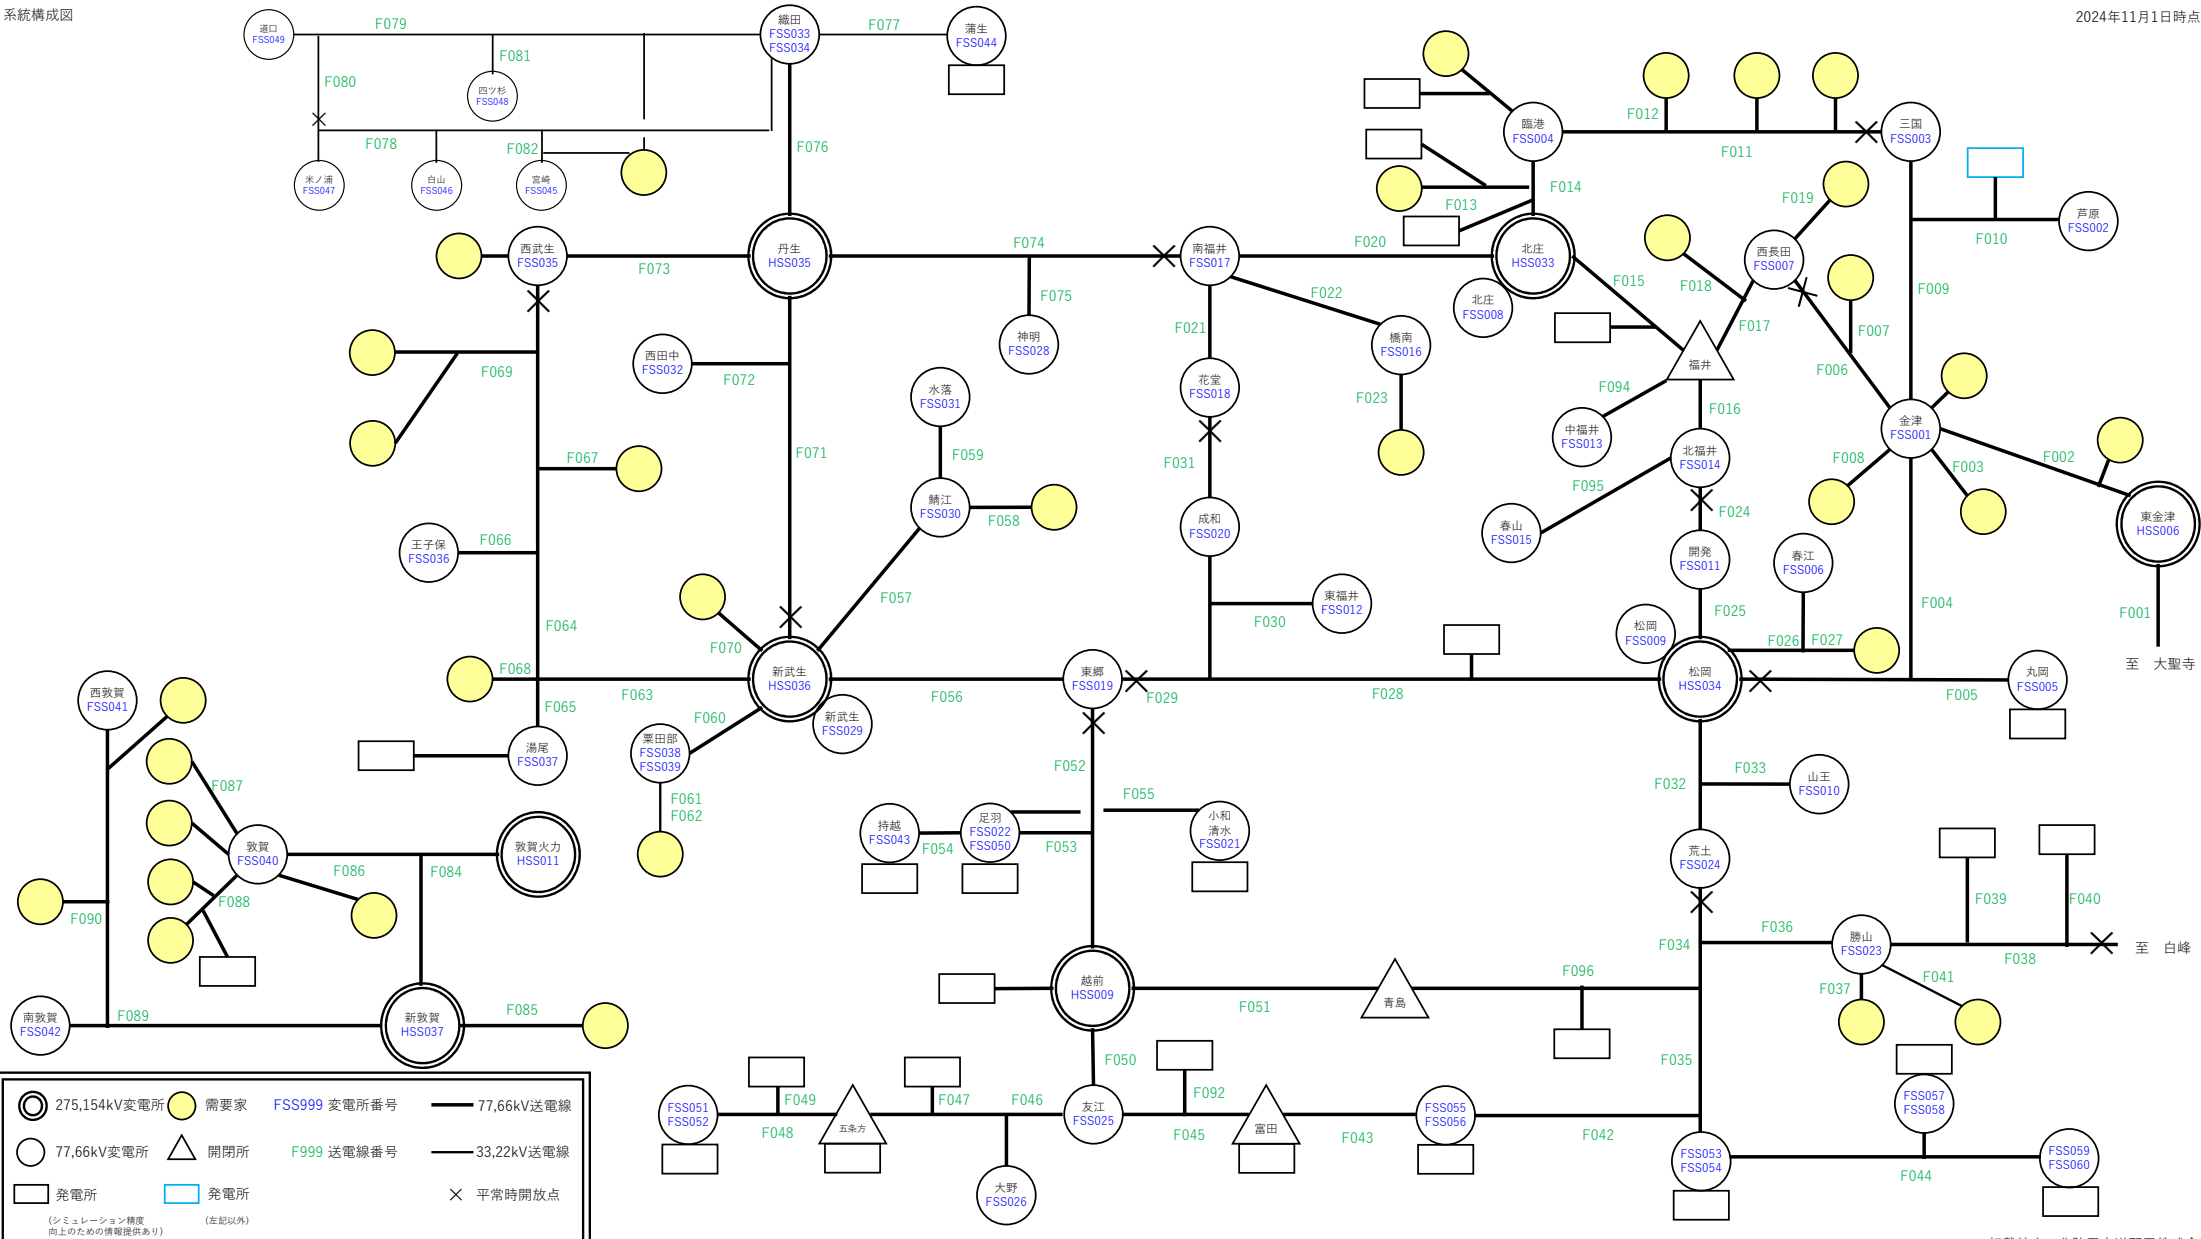 系統構成図
2024年11月1日時点
道口
FSS049
F079
織田
FSS033
FSS034
F077
蒲生
FSS044
F081
F080
四ツ杉
FSS048
F078
F082
F076
米ノ浦
FSS047
白山
FSS046
宮崎
FSS045
臨港
FSS004
F012
F011
三国
FSS003
F014
F013
F019
芦原
FSS002
F010
西武生
FSS035
F073
丹生
HSS035
F074
F075
南福井
FSS017
F020
北庄
HSS033
北庄
FSS008
F015
F018
西長田
FSS007
F017
F009
F007
F006
F022
F021
神明
FSS028
橋南
FSS016
福井
F069
西田中
FSS032
F072
水落
FSS031
花堂
FSS018
F023
F094
F016
中福井
FSS013
北福井
FSS014
金津
FSS001
F067
F071
F059
F031
F095
F008
F003
F002
鯖江
FSS030
F058
成和
FSS020
春山
FSS015
F024
東金津
HSS006
王子保
FSS036
F066
開発
FSS011
春江
FSS006
F057
東福井
FSS012
F030
F025
F004
F001
F064
F070
松岡
FSS009
F026
F027
至 大聖寺
F068
F063
新武生
HSS036
新武生
FSS029
F056
東郷
FSS019
F029
F028
松岡
HSS034
F005
丸岡
FSS005
西敦賀
FSS041
F065
F060
湯尾
FSS037
栗田部
FSS038
FSS039
F061
F062
F087
F052
F055
F032
F033
山王
FSS010
持越
FSS043
F054
足羽
FSS022
FSS050
F053
小和
清水
FSS021
敦賀
FSS040
F086
F084
敦賀火力
HSS011
荒土
FSS024
F088
F090
F039
F040
F034
F036
勝山
FSS023
F038
至 白峰
F037
F041
越前
HSS009
F051
青島
F096
南敦賀
FSS042
F089
新敦賀
HSS037
F085
F050
F035
FSS051
FSS052
F049
F048
五条方
F047
F046
友江
FSS025
F092
F045
富田
F043
FSS055
FSS056
F042
大野
FSS026
FSS057
FSS058
FSS053
FSS054
F044
FSS059
FSS060
275,154kV変電所
需要家
FSS999 変電所番号
77,66kV送電線
77,66kV変電所
開閉所
F999 送電線番号
33,22kV送電線
発電所
(シミュレーション精度
向上のための情報提供あり)
発電所
(左記以外)
平常時開放点